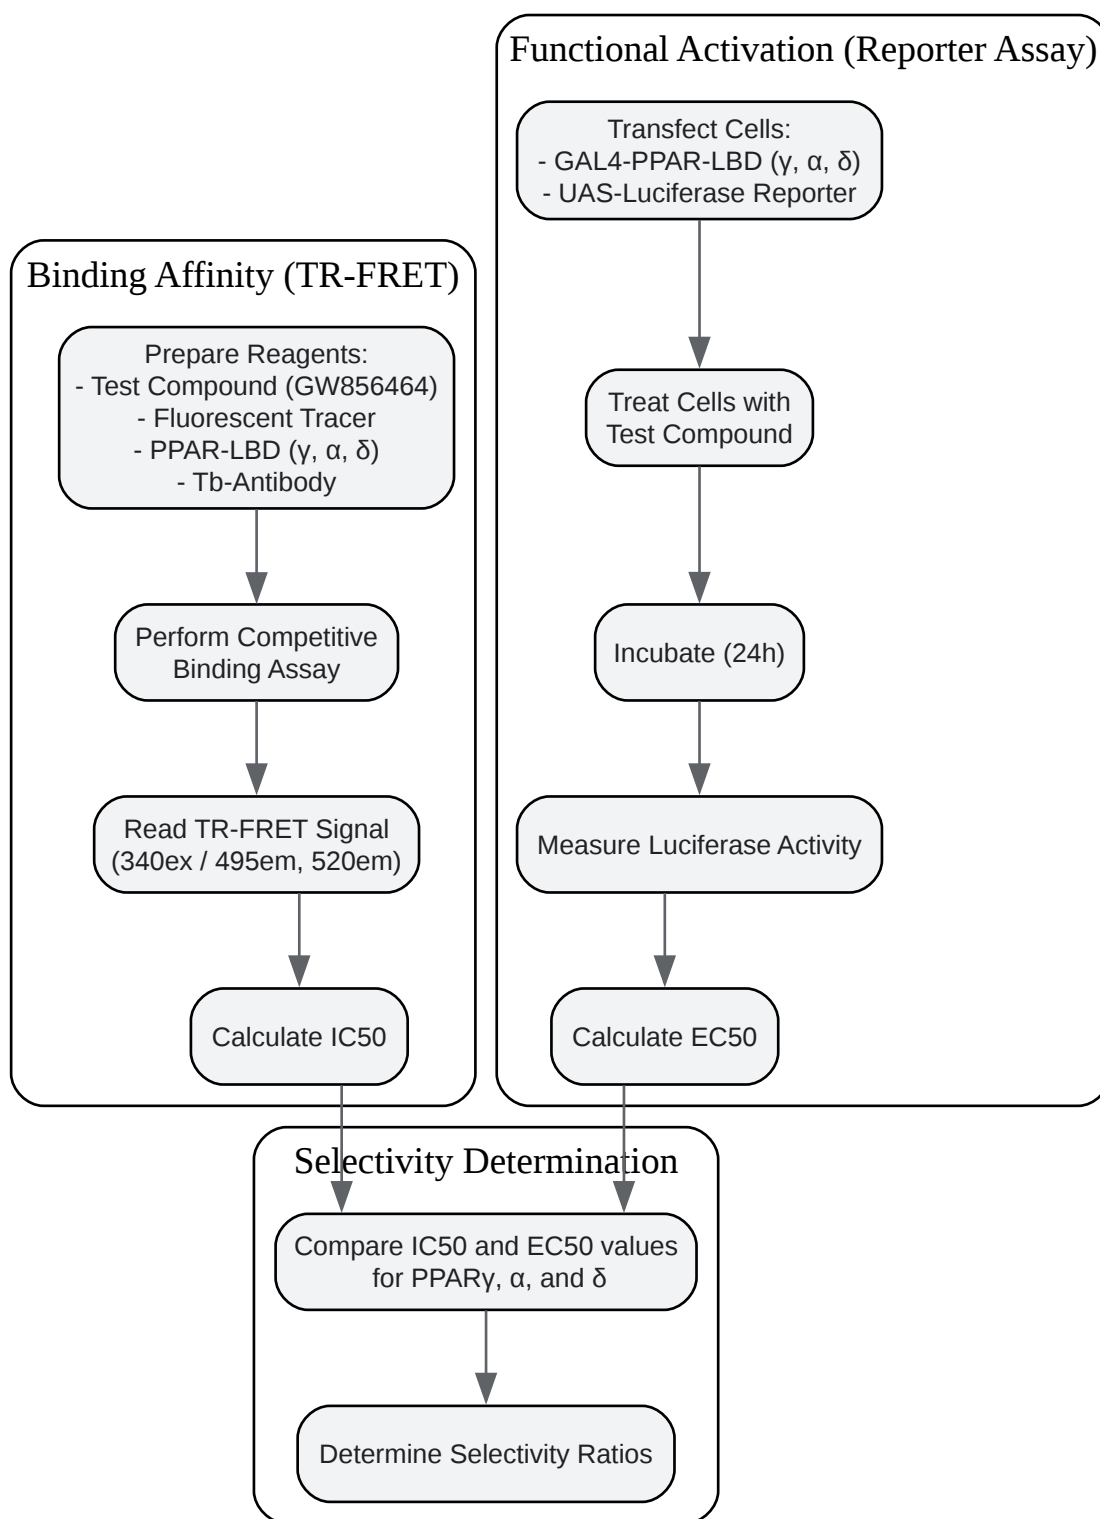 Functional Activation (Reporter Assay)
Transfect Cells:
- GAL4-PPAR-LBD (γ, α, δ)
- UAS-Luciferase Reporter
Treat Cells with
Test Compound
Incubate (24h)
Measure Luciferase Activity
Calculate EC50
Binding Affinity (TR-FRET)
Prepare Reagents:
- Test Compound (GW856464)
- Fluorescent Tracer
- PPAR-LBD (γ, α, δ)
- Tb-Antibody
Perform Competitive
Binding Assay
Read TR-FRET Signal
(340ex / 495em, 520em)
Calculate IC50
Selectivity Determination
Compare IC50 and EC50 values
for PPARγ, α, and δ
Determine Selectivity Ratios